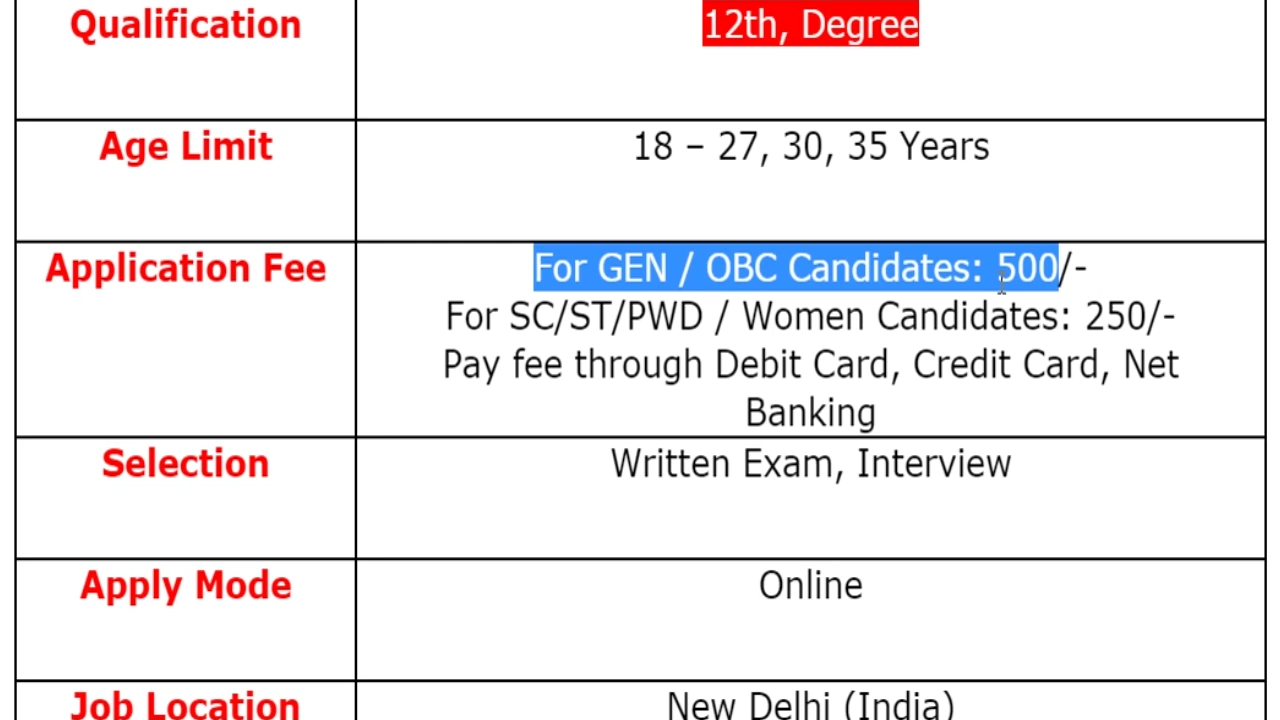 Qualification
12th, Degree
Age Limit
18 – 27, 30, 35 Years
Application Fee
For GEN / OBC Candidates: 500/-
For SC/ST/PWD / Women Candidates: 250/-
Pay fee through Debit Card, Credit Card, Net
Banking
Selection
Written Exam, Interview
Apply Mode
Online
Job Location
New Delhi (India)